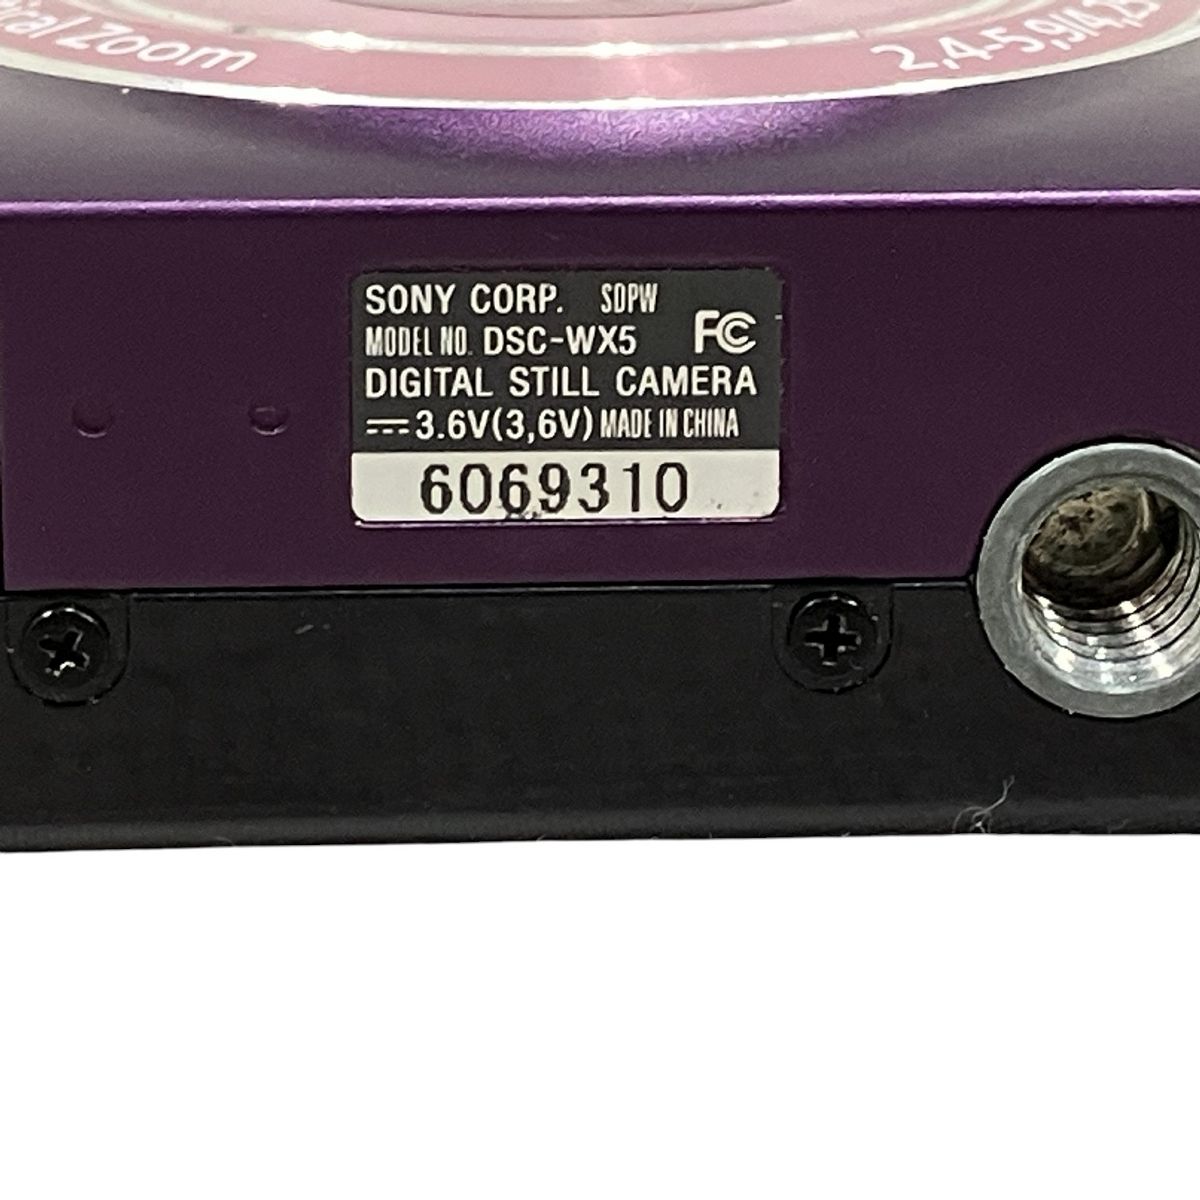 Zoom 2,4-5,9/4,25
SONY CORP. SDPW
MODEL NO. DSC-WX5 FC
DIGITAL STILL CAMERA
⎓3.6V(3,6V) MADE IN CHINA
6069310